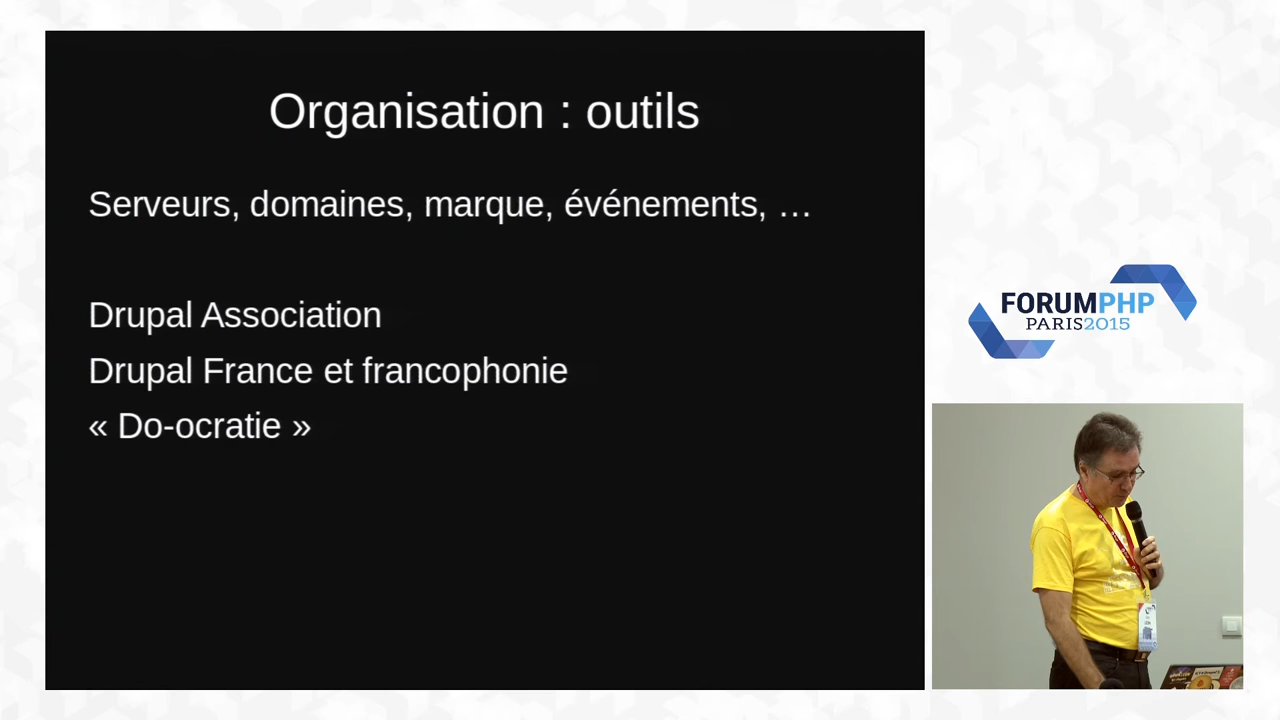 Organisation : outils
Serveurs, domaines, marque, événements, …
Drupal Association
Drupal France et francophonie
« Do-ocratie »
FORUMPHP
PARIS2015